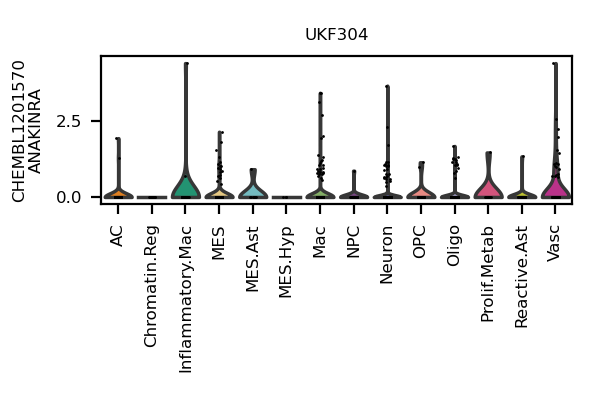 UKF304
CHEMBL1201570
ANAKINRA
2.5
0.0
AC
Chromatin.Reg
Inflammatory.Mac
MES
MES.Ast
MES.Hyp
Mac
NPC
Neuron
OPC
Oligo
Prolif.Metab
Reactive.Ast
Vasc